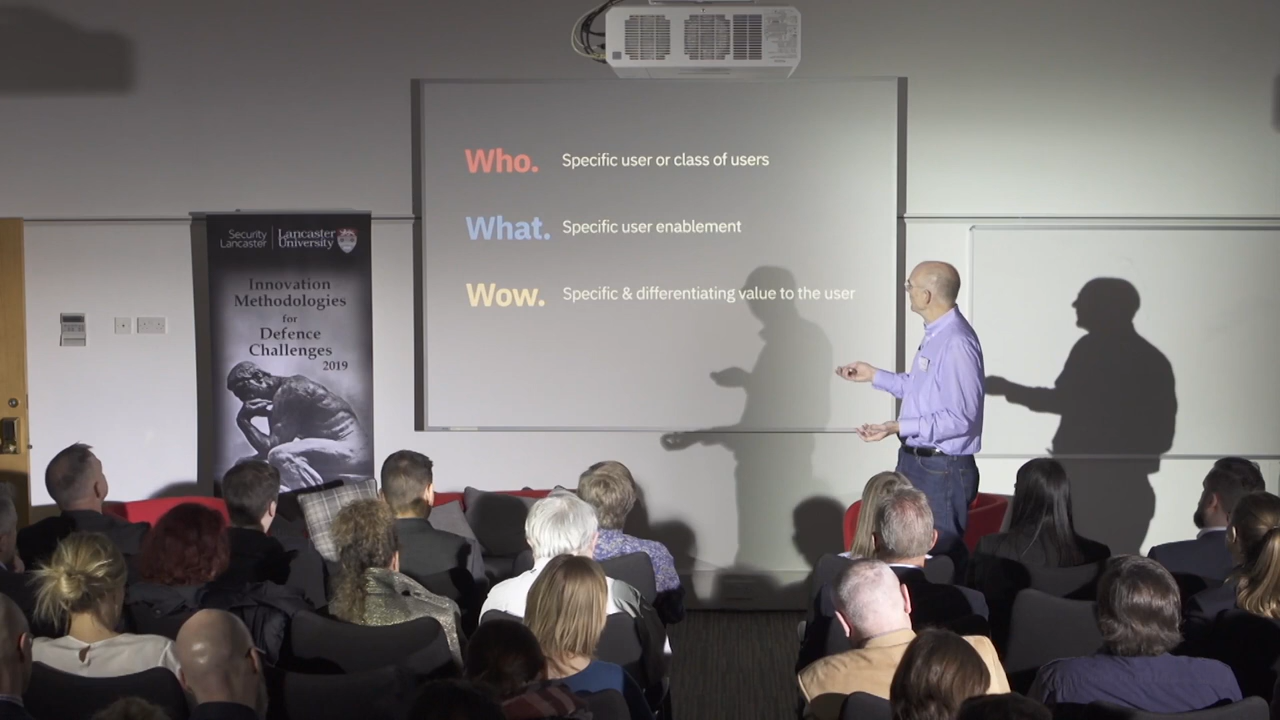 Who. Specific user or class of users
What. Specific user enablement
Wow. Specific & differentiating value to the user
Security Lancaster
Lancaster University
Innovation
Methodologies
for
Defence
Challenges
2019